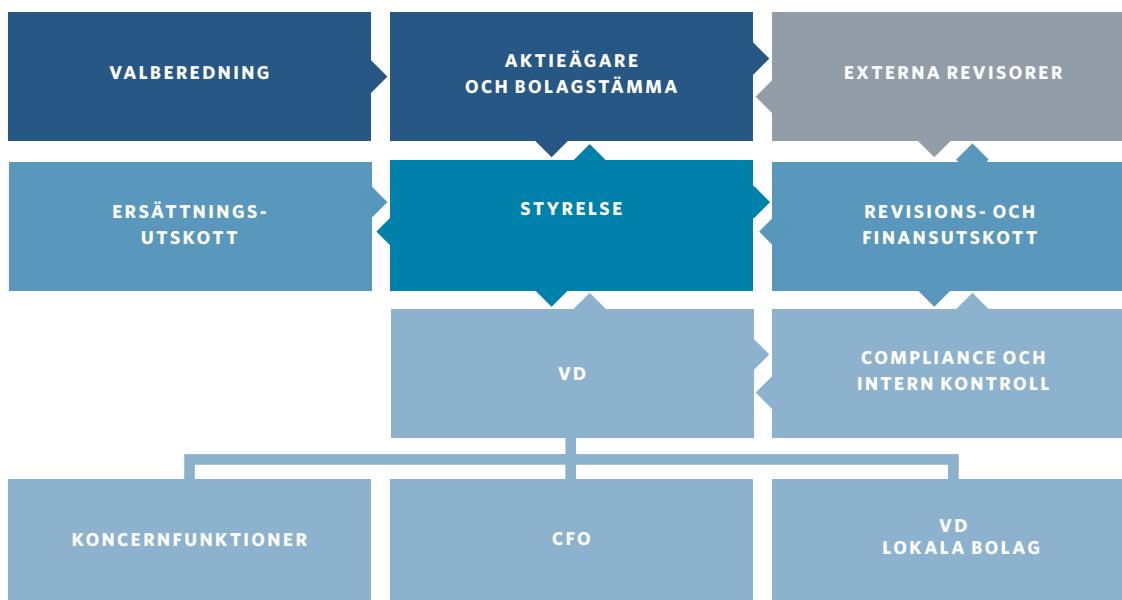 VALBEREDNING
AKTIEÄGARE
OCH BOLAGSTÄMMA
EXTERNA REVISORER
ERSÄTTNINGS-
UTSKOTT
STYRELSE
REVISIONS- OCH
FINANSUTSKOTT
VD
COMPLIANCE OCH
INTERN KONTROLL
KONCERNFUNKTIONER
CFO
VD
LOKALA BOLAG